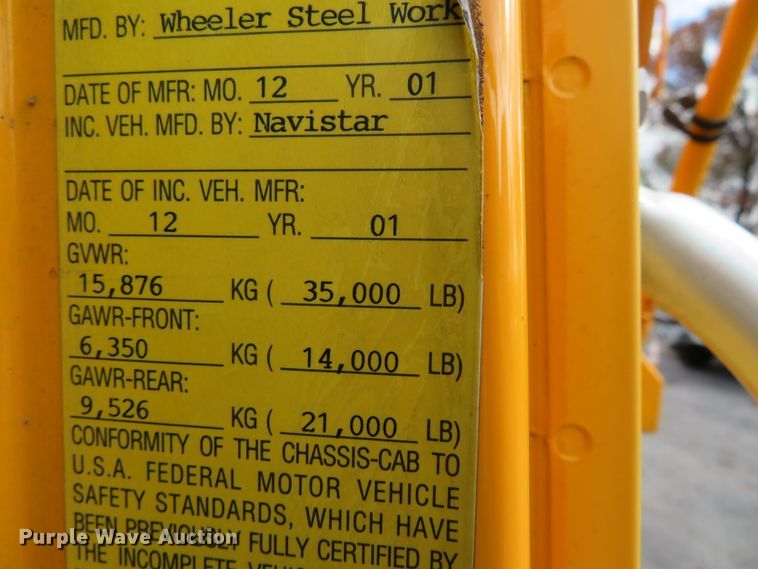 MFD. BY: Wheeler Steel Work
DATE OF MFR: MO. 12 YR. 01
INC. VEH. MFD. BY: Navistar
DATE OF INC. VEH. MFR:
MO. 12 YR. 01
GVWR:
15,876 KG ( 35,000 LB)
GAWR-FRONT:
6,350 KG ( 14,000 LB)
GAWR-REAR:
9,526 KG ( 21,000 LB)
CONFORMITY OF THE CHASSIS-CAB TO
U.S.A. FEDERAL MOTOR VEHICLE
SAFETY STANDARDS, WHICH HAVE
BEEN PREVIOUSLY FULLY CERTIFIED BY
THE INCOMPLETE
Purple Wave Auction